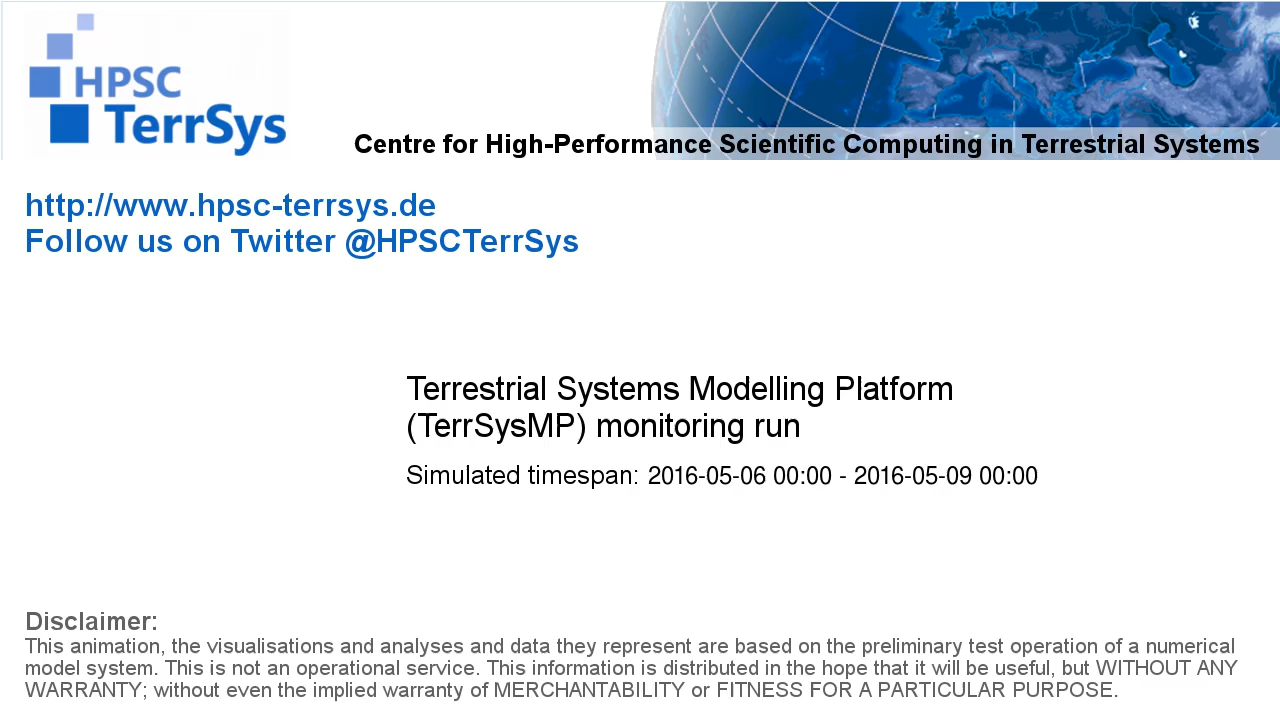 HPSC
TerrSys
Centre for High-Performance Scientific Computing in Terrestrial Systems
http://www.hpsc-terrsys.de
Follow us on Twitter @HPSCTerrSys
Terrestrial Systems Modelling Platform
(TerrSysMP) monitoring run
Simulated timespan: 2016-05-06 00:00 - 2016-05-09 00:00
Disclaimer:
This animation, the visualisations and analyses and data they represent are based on the preliminary test operation of a numerical
model system. This is not an operational service. This information is distributed in the hope that it will be useful, but WITHOUT ANY
WARRANTY; without even the implied warranty of MERCHANTABILITY or FITNESS FOR A PARTICULAR PURPOSE.